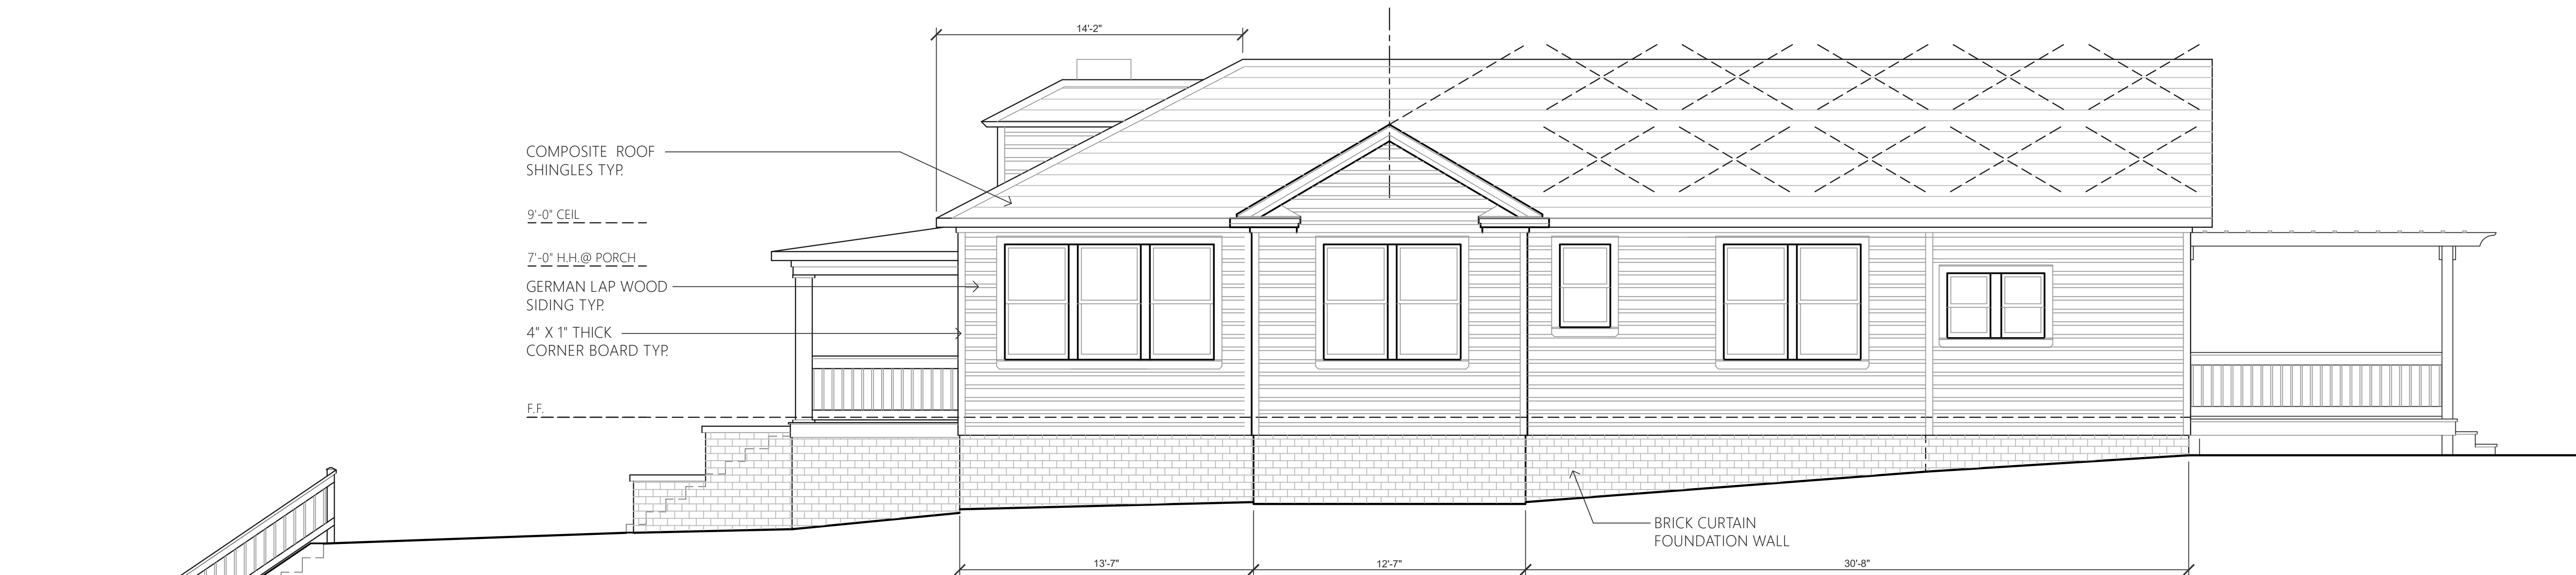 14'-2"
COMPOSITE ROOF
SHINGLES TYP.
9'-0" CEIL
7'-0" H.H.@ PORCH
GERMAN LAP WOOD
SIDING TYP.
4" X 1" THICK
CORNER BOARD TYP.
F.F.
BRICK CURTAIN
FOUNDATION WALL
13'-7"
12'-7"
30'-8"